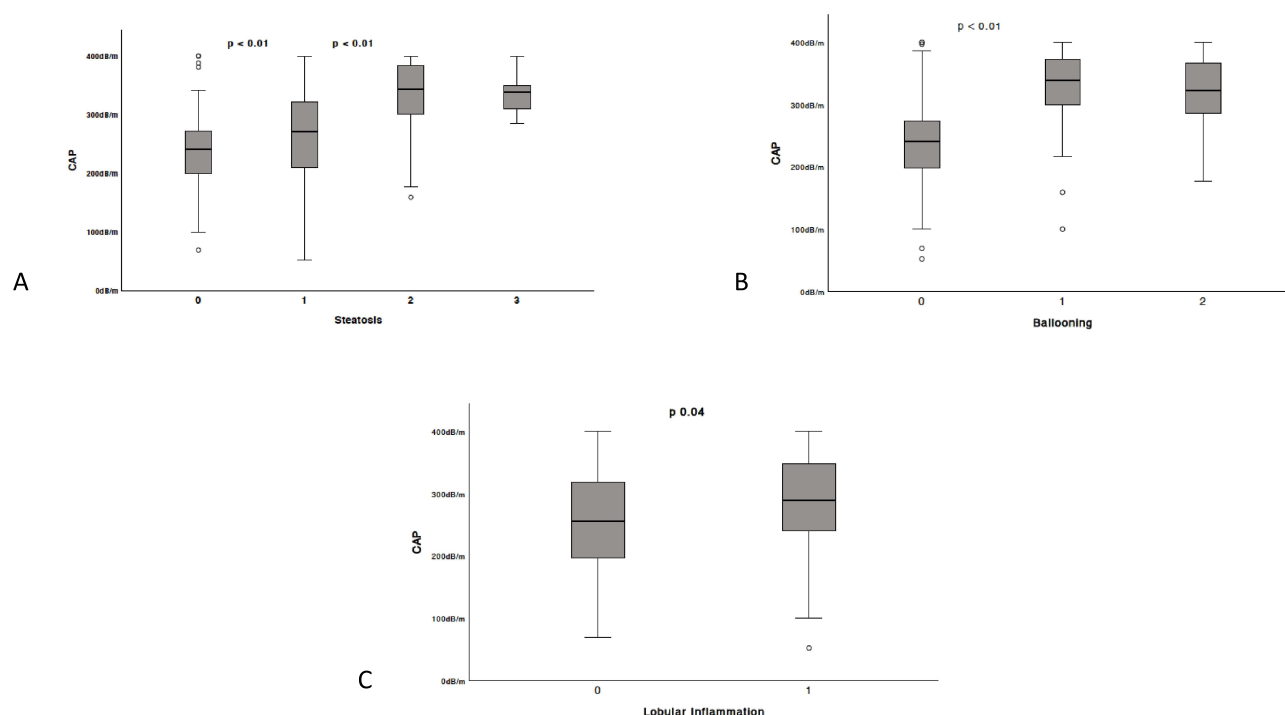 p < 0.01 p < 0.01
400dB/m
300dB/m
200dB/m
100dB/m
0dB/m
CAP
0 1 2 3
Steatosis
A
p < 0.01
400dB/m
300dB/m
200dB/m
100dB/m
0dB/m
CAP
0 1 2
Ballooning
B
p 0.04
400dB/m
300dB/m
200dB/m
100dB/m
0dB/m
CAP
0 1
Lobular Inflammation
C